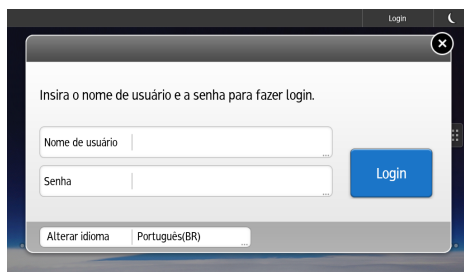 Login
Insira o nome de usuário e a senha para fazer login.
Nome de usuário
...
Senha
...
Login
Alterar idioma Português(BR)
...